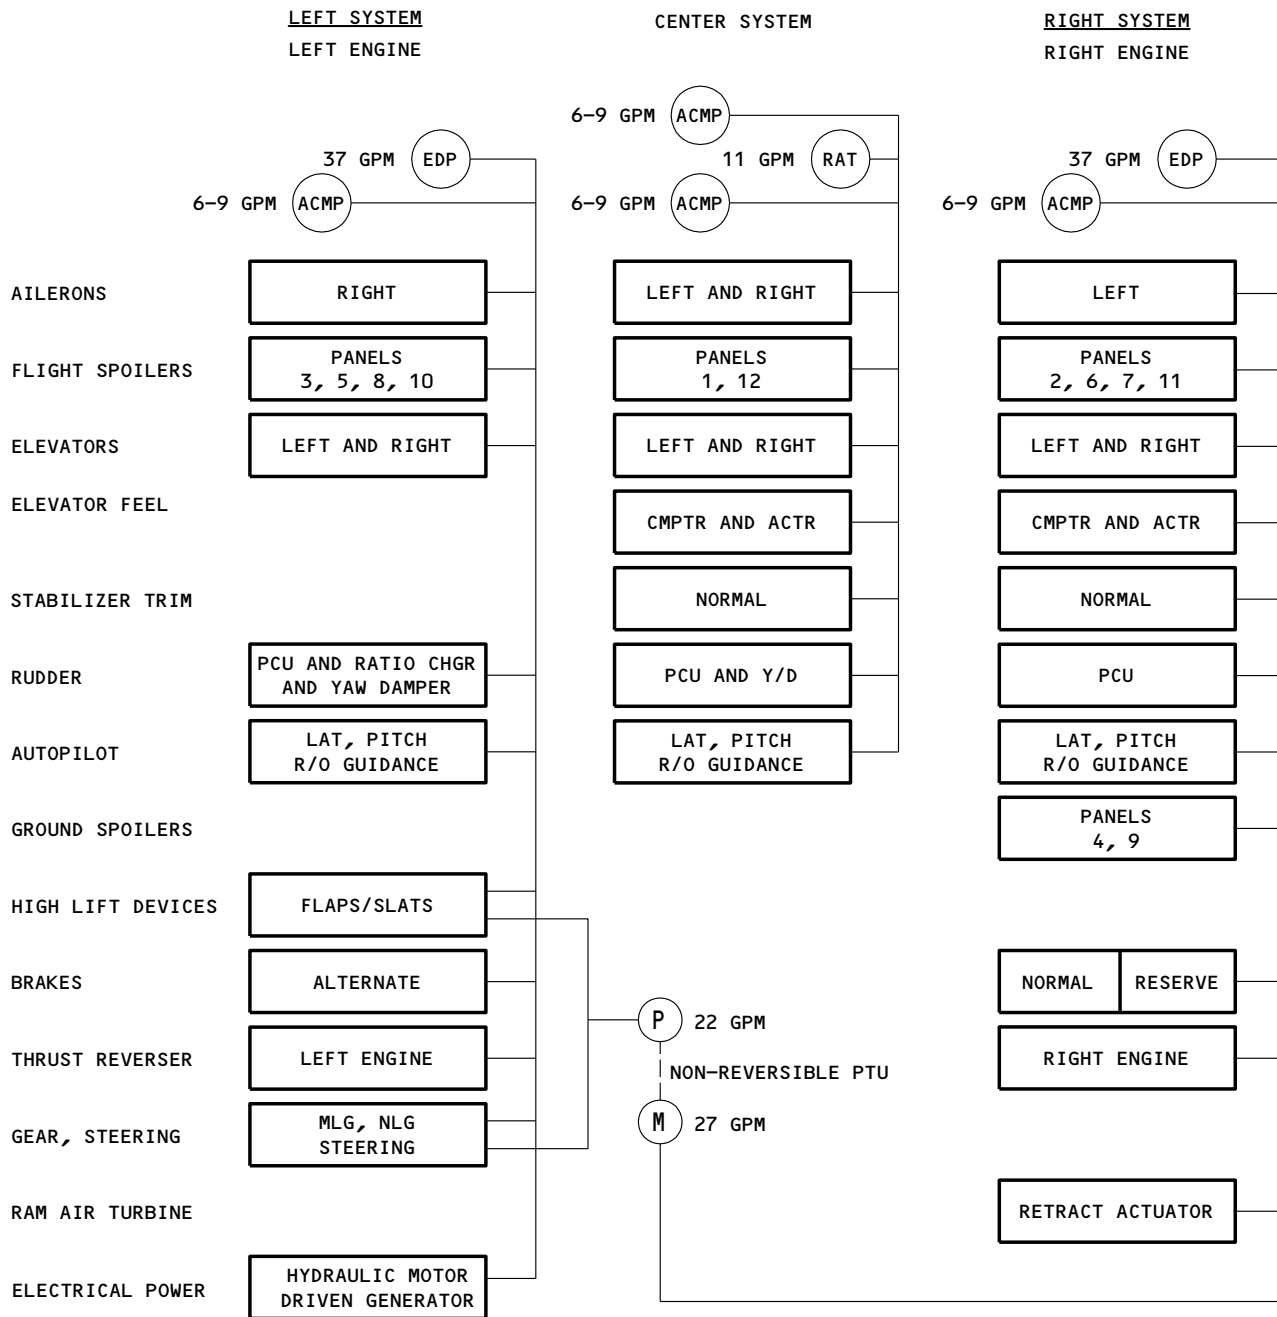 LEFT SYSTEM
LEFT ENGINE
CENTER SYSTEM
RIGHT SYSTEM
RIGHT ENGINE
6-9 GPM ACMP
37 GPM EDP
11 GPM RAT
37 GPM EDP
6-9 GPM ACMP
6-9 GPM ACMP
6-9 GPM ACMP
AILERONS
RIGHT
LEFT AND RIGHT
LEFT
FLIGHT SPOILERS
PANELS
3, 5, 8, 10
PANELS
1, 12
PANELS
2, 6, 7, 11
ELEVATORS
LEFT AND RIGHT
LEFT AND RIGHT
LEFT AND RIGHT
ELEVATOR FEEL
CMPTR AND ACTR
CMPTR AND ACTR
STABILIZER TRIM
NORMAL
NORMAL
RUDDER
PCU AND RATIO CHGR
AND YAW DAMPER
PCU AND Y/D
PCU
AUTOPILOT
LAT, PITCH
R/O GUIDANCE
LAT, PITCH
R/O GUIDANCE
LAT, PITCH
R/O GUIDANCE
GROUND SPOILERS
PANELS
4, 9
HIGH LIFT DEVICES
FLAPS/SLATS
BRAKES
ALTERNATE
NORMAL
RESERVE
P 22 GPM
THRUST REVERSER
LEFT ENGINE
NON-REVERSIBLE PTU
RIGHT ENGINE
GEAR, STEERING
MLG, NLG
STEERING
M 27 GPM
RAM AIR TURBINE
RETRACT ACTUATOR
ELECTRICAL POWER
HYDRAULIC MOTOR
DRIVEN GENERATOR